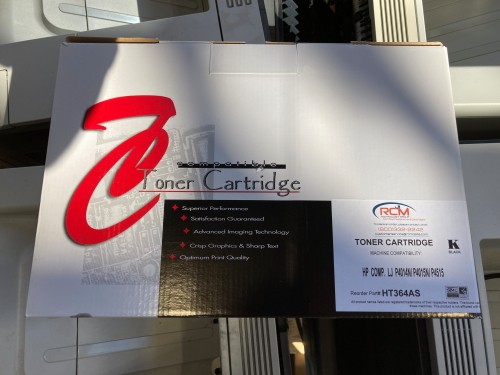 compatible
Toner Cartridge
Superior Performance
Satisfaction Guaranteed
Advanced Imaging Technology
Crisp Graphics & Sharp Text
Optimum Print Quality
RCM
TONER CARTRIDGE
MACHINE COMPATIBILITY:
K
BLACK
HP COMP. LJ P4014N P4015N P4515
Reorder Part# HT364AS